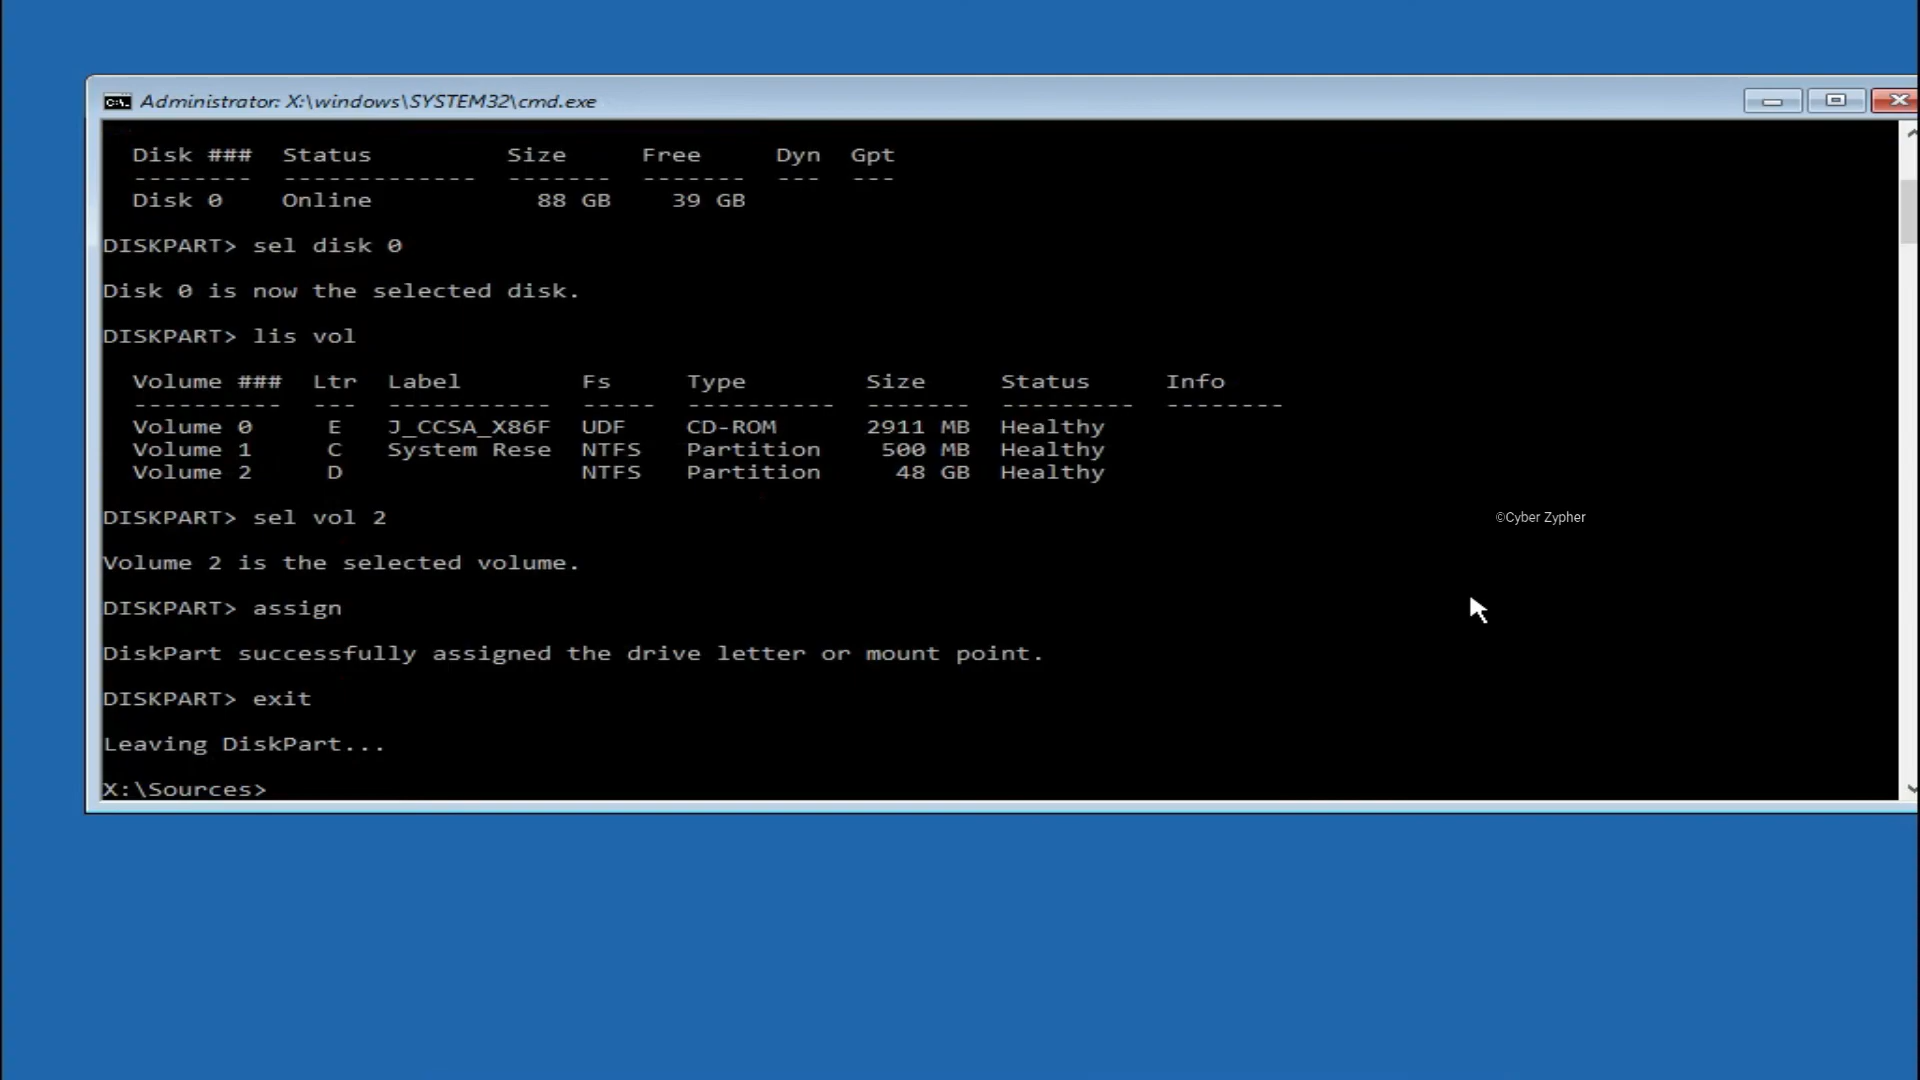 Administrator: X:\windows\SYSTEM32\cmd.exe
Disk ###  Status         Size     Free     Dyn  Gpt
--------  -------------  -------  -------  ---  ---
Disk 0    Online           88 GB    39 GB
DISKPART> sel disk 0
Disk 0 is now the selected disk.
DISKPART> lis vol
Volume ###  Ltr  Label        Fs     Type        Size     Status     Info
----------  ---  -----------  -----  ----------  -------  ---------  --------
Volume 0     E   J_CCSA_X86F  UDF    CD-ROM      2911 MB  Healthy
Volume 1     C   System Rese  NTFS   Partition    500 MB  Healthy
Volume 2     D                NTFS   Partition     48 GB  Healthy
DISKPART> sel vol 2
©Cyber Zypher
Volume 2 is the selected volume.
DISKPART> assign
DiskPart successfully assigned the drive letter or mount point.
DISKPART> exit
Leaving DiskPart...
X:\Sources>